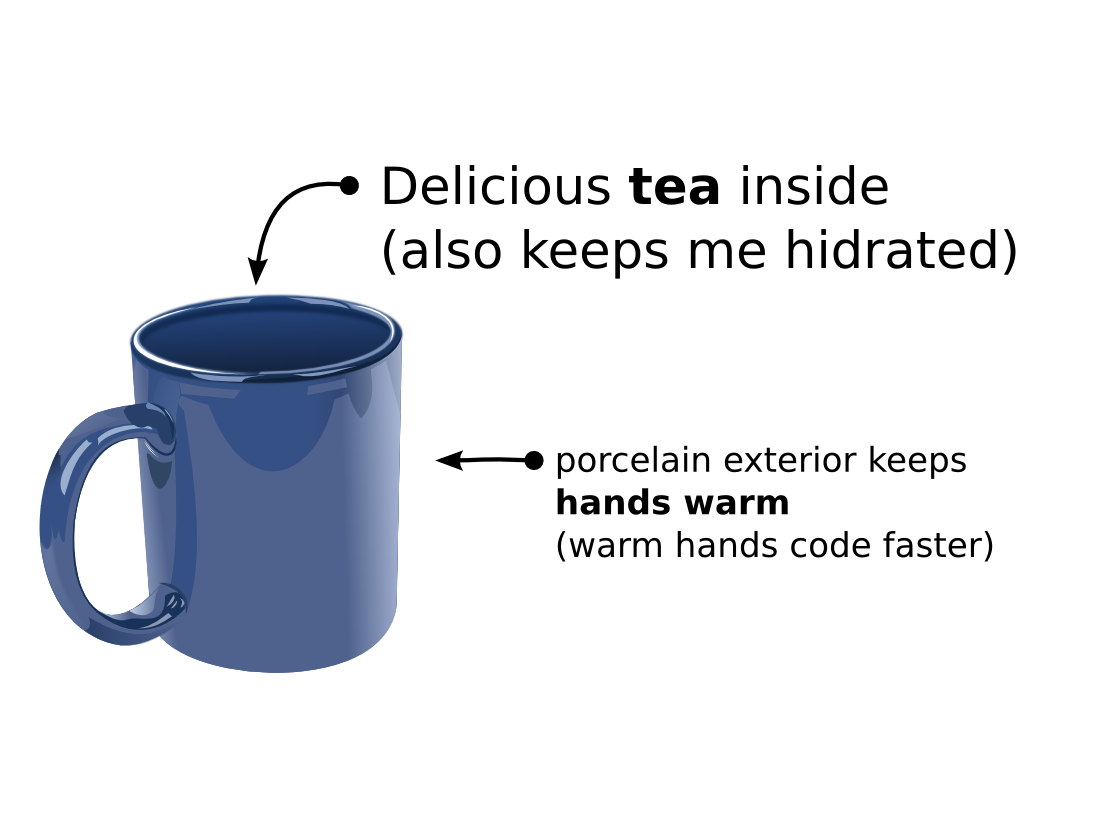 Delicious tea inside
(also keeps me hidrated)
porcelain exterior keeps
hands warm
(warm hands code faster)